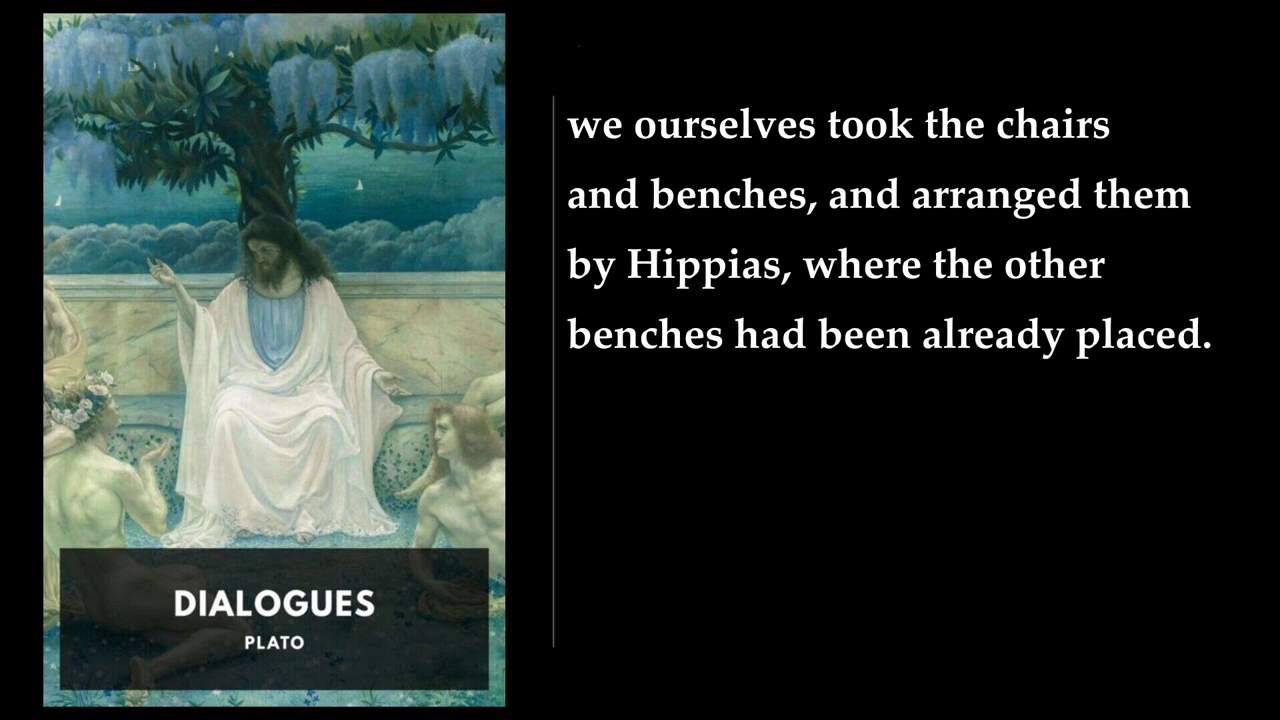 we ourselves took the chairs
and benches, and arranged them
by Hippias, where the other
benches had been already placed.
DIALOGUES
PLATO